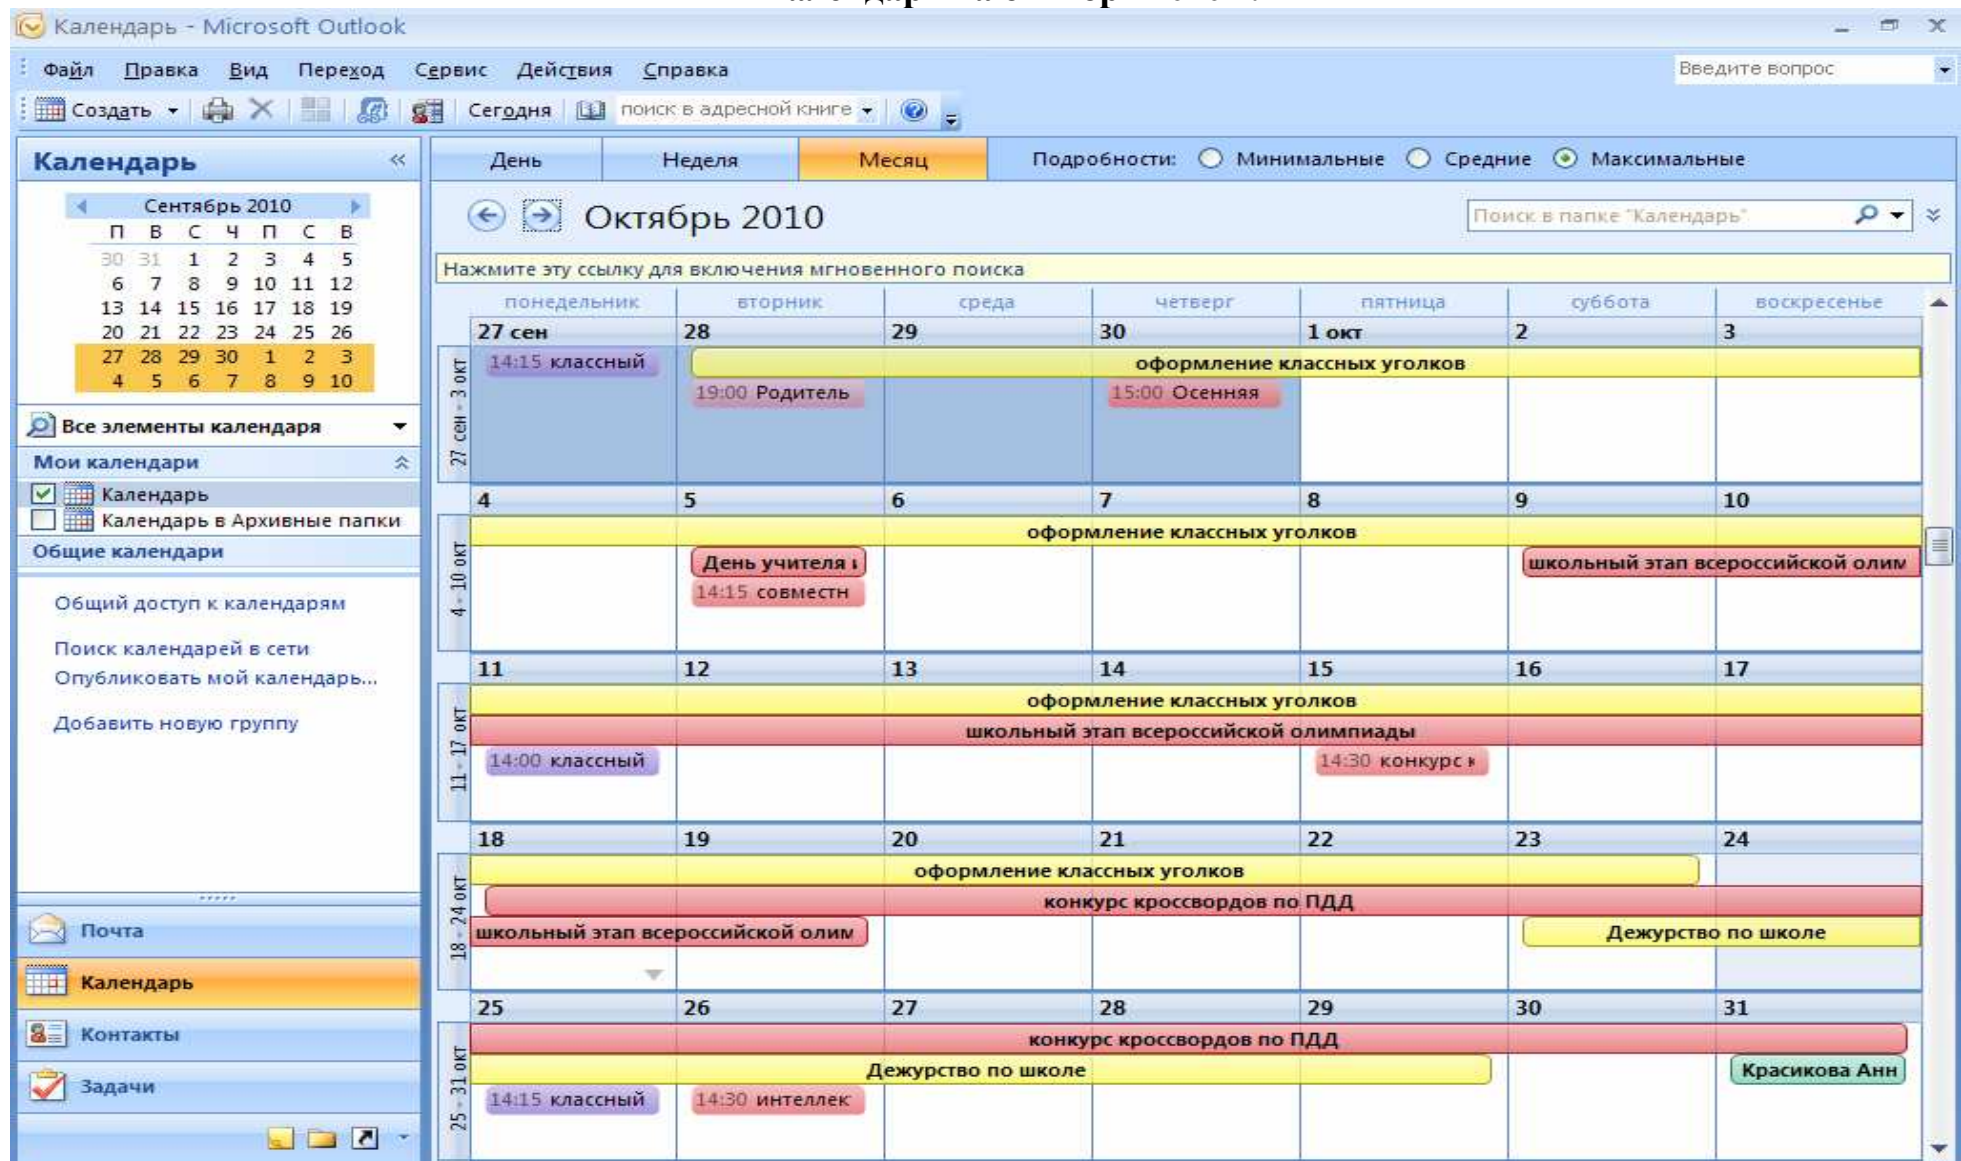 Календарь - Microsoft Outlook
Файл Правка Вид Переход Сервис Действия Справка
Введите вопрос
Создать Сегодня поиск в адресной книге
Календарь «
День Неделя Месяц Подробности: Минимальные Средние Максимальные
Сентябрь 2010
П В С Ч П С В
30 31 1 2 3 4 5
6 7 8 9 10 11 12
13 14 15 16 17 18 19
20 21 22 23 24 25 26
27 28 29 30 1 2 3
4 5 6 7 8 9 10
Все элементы календаря
Мои календари
Календарь
Календарь в Архивные папки
Общие календари
Общий доступ к календарям
Поиск календарей в сети
Опубликовать мой календарь...
Добавить новую группу
Почта
Календарь
Контакты
Задачи
Октябрь 2010
Поиск в папке "Календарь"
Нажмите эту ссылку для включения мгновенного поиска
понедельник вторник среда четверг пятница суббота воскресенье
27 сен 28 29 30 1 окт 2 3
27 сен - 3 окт
14:15 классный
оформление классных уголков
19:00 Родитель
15:00 Осенняя
4 5 6 7 8 9 10
4 - 10 окт
оформление классных уголков
День учителя
школьный этап всероссийской олим
14:15 совместн
11 12 13 14 15 16 17
11 - 17 окт
оформление классных уголков
школьный этап всероссийской олимпиады
14:00 классный
14:30 конкурс
18 19 20 21 22 23 24
18 - 24 окт
оформление классных уголков
конкурс кроссвордов по ПДД
школьный этап всероссийской олим
Дежурство по школе
25 26 27 28 29 30 31
25 - 31 окт
конкурс кроссвордов по ПДД
Дежурство по школе
Красикова Анн
14:15 классный
14:30 интеллек